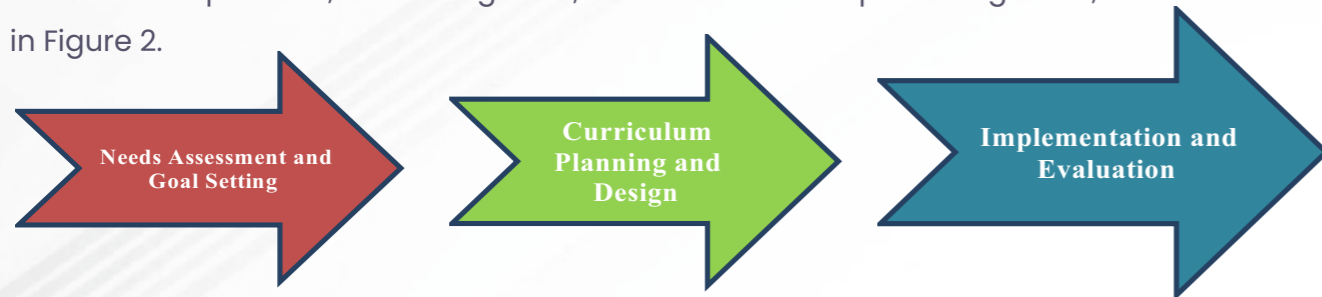 in Figure 2.
Needs Assessment and
Goal Setting
Curriculum
Planning and
Design
Implementation and
Evaluation